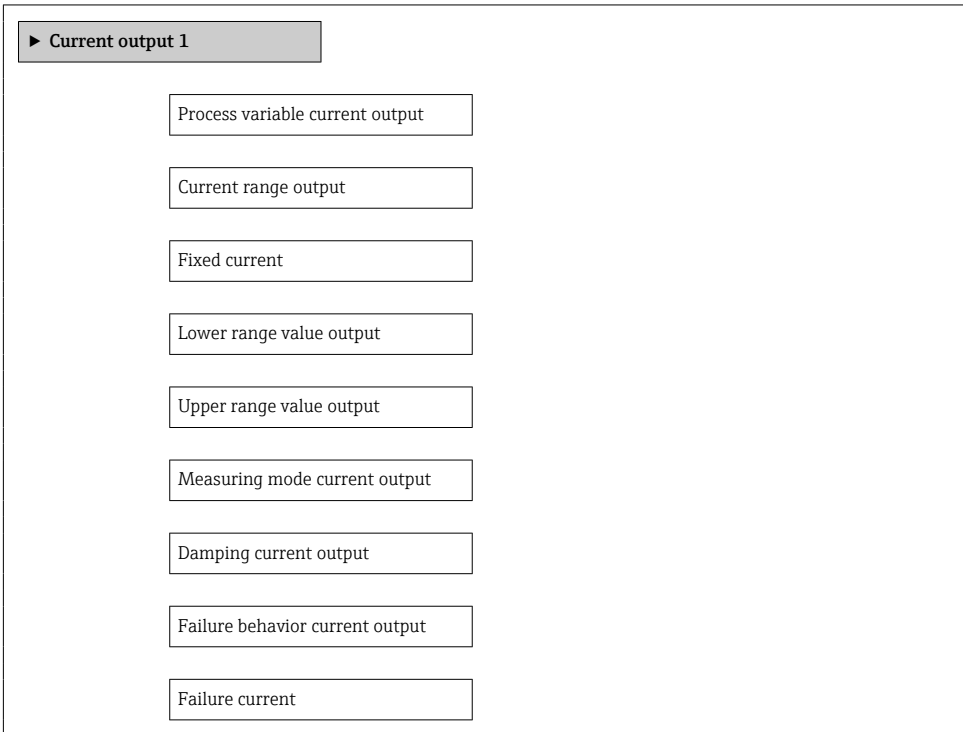 ► Current output 1
Process variable current output
Current range output
Fixed current
Lower range value output
Upper range value output
Measuring mode current output
Damping current output
Failure behavior current output
Failure current